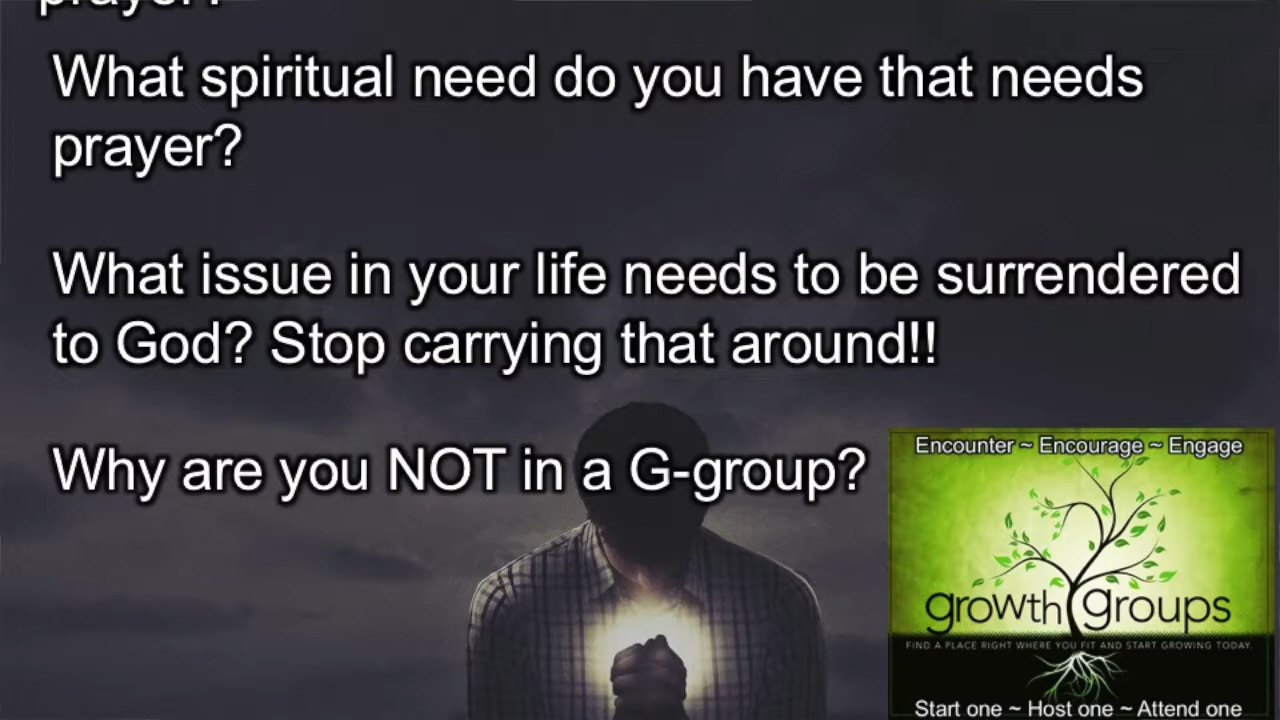 prayer?
What spiritual need do you have that needs
prayer?
What issue in your life needs to be surrendered
to God? Stop carrying that around!!
Why are you NOT in a G-group?
Encounter ~ Encourage ~ Engage
growth groups
FIND A PLACE RIGHT WHERE YOU FIT AND START GROWING TODAY.
Start one ~ Host one ~ Attend one